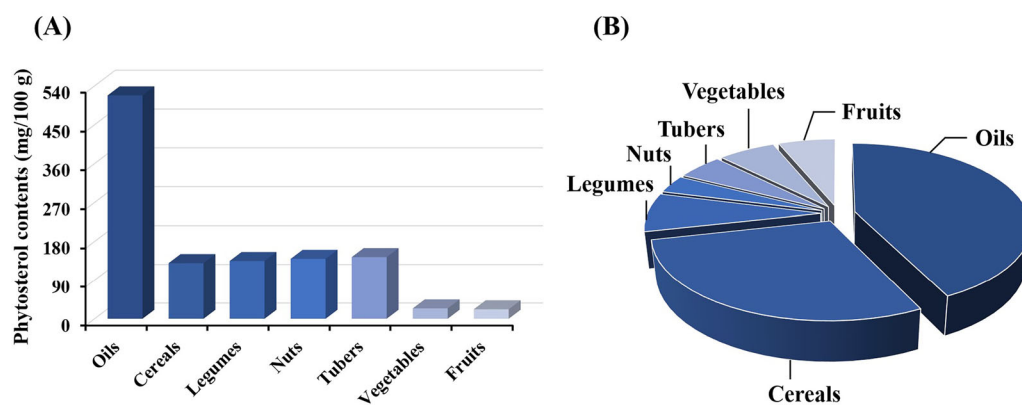 (A)
Phytosterol contents (mg/100 g)
540
450
360
270
180
90
0
Oils
Cereals
Legumes
Nuts
Tubers
Vegetables
Fruits
(B)
Vegetables
Fruits
Tubers
Oils
Nuts
Legumes
Cereals